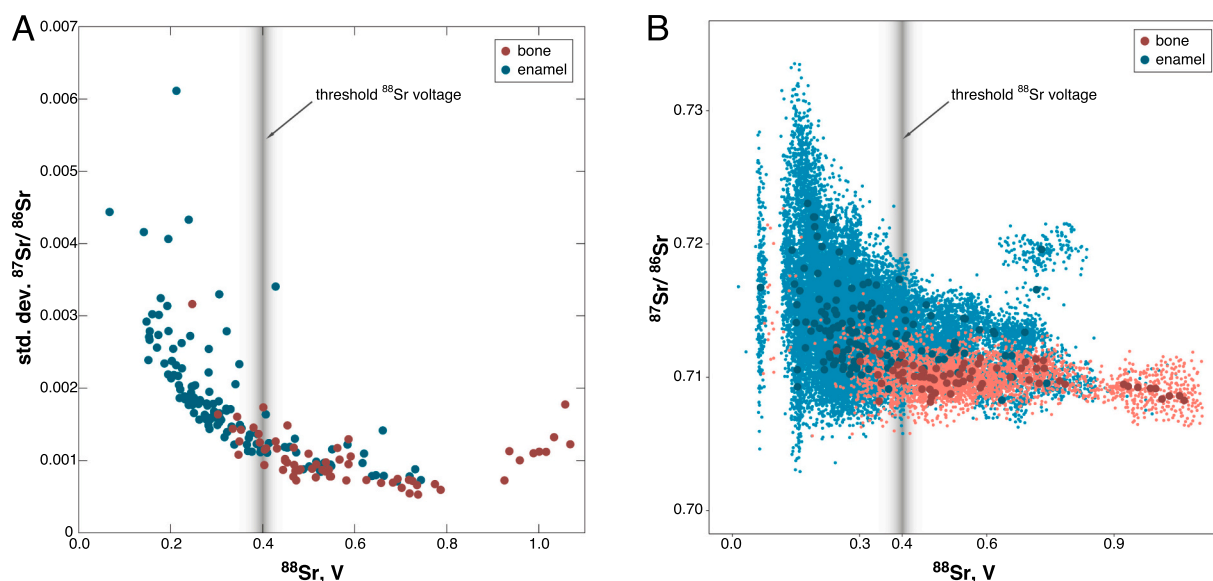 A
0.007
0.006
0.005
0.004
0.003
0.002
0.001
0
std. dev. ⁸⁷Sr/ ⁸⁶Sr
bone
enamel
threshold ⁸⁸Sr voltage
0.0
0.2
0.4
0.6
0.8
1.0
⁸⁸Sr, V
B
0.73
0.72
0.71
0.70
⁸⁷Sr/ ⁸⁶Sr
bone
enamel
threshold ⁸⁸Sr voltage
0.0
0.3
0.4
0.6
0.9
⁸⁸Sr, V